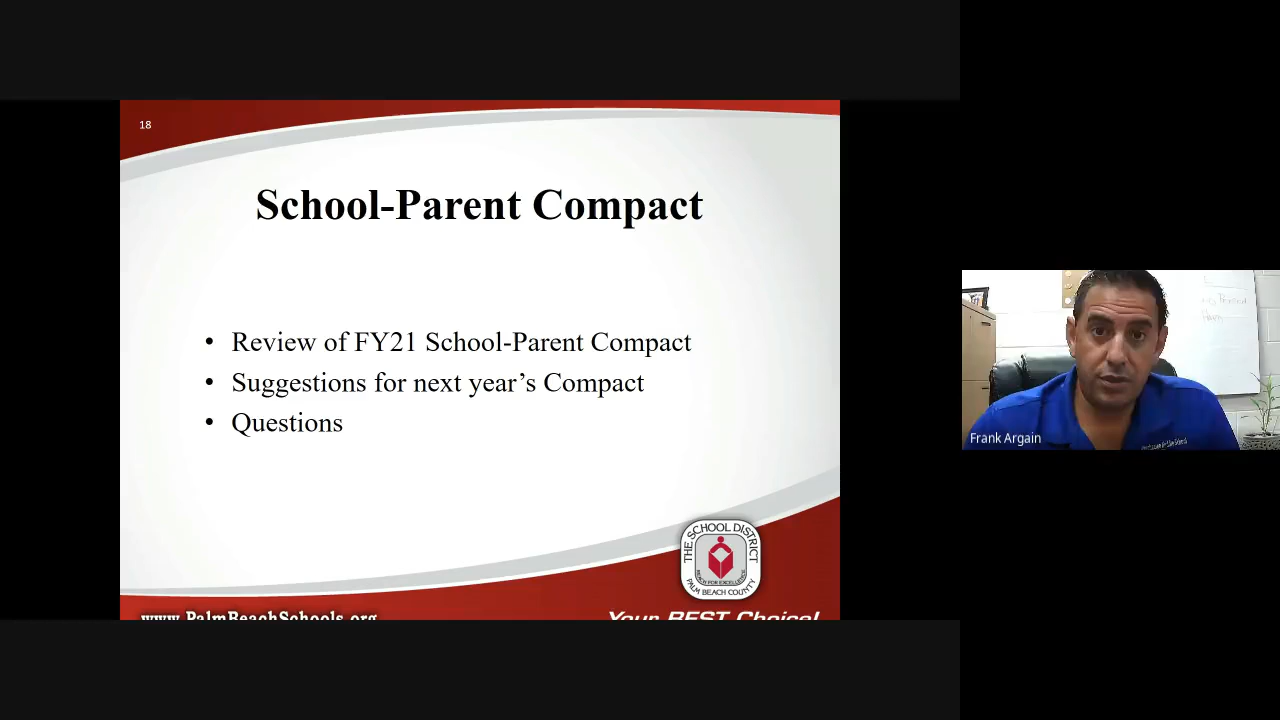 18
School-Parent Compact
• Review of FY21 School-Parent Compact
• Suggestions for next year’s Compact
• Questions
THE SCHOOL DISTRICT
PALM BEACH COUNTY
www.PalmBeachSchools.org
Your BEST Choice!
Frank Argain